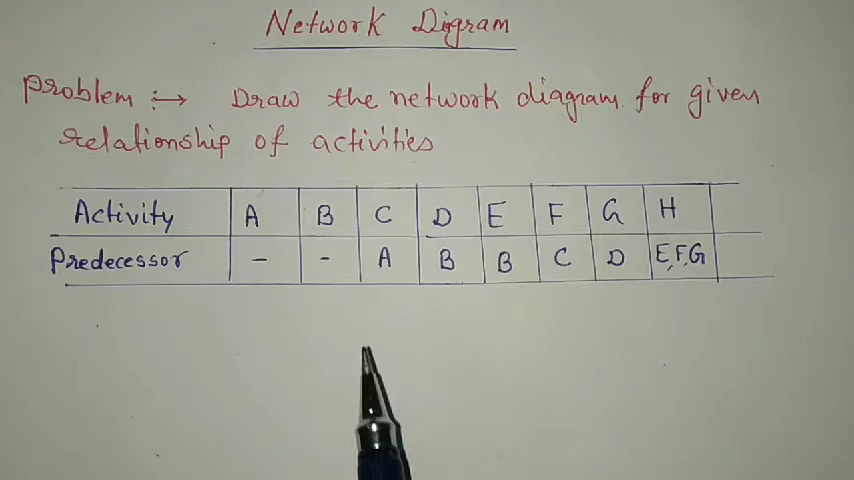 Network Digram
Problem :→ Draw the network diagram for given
relationship of activities
Activity A B C D E F G H
Predecessor - - A B B C D E,F,G